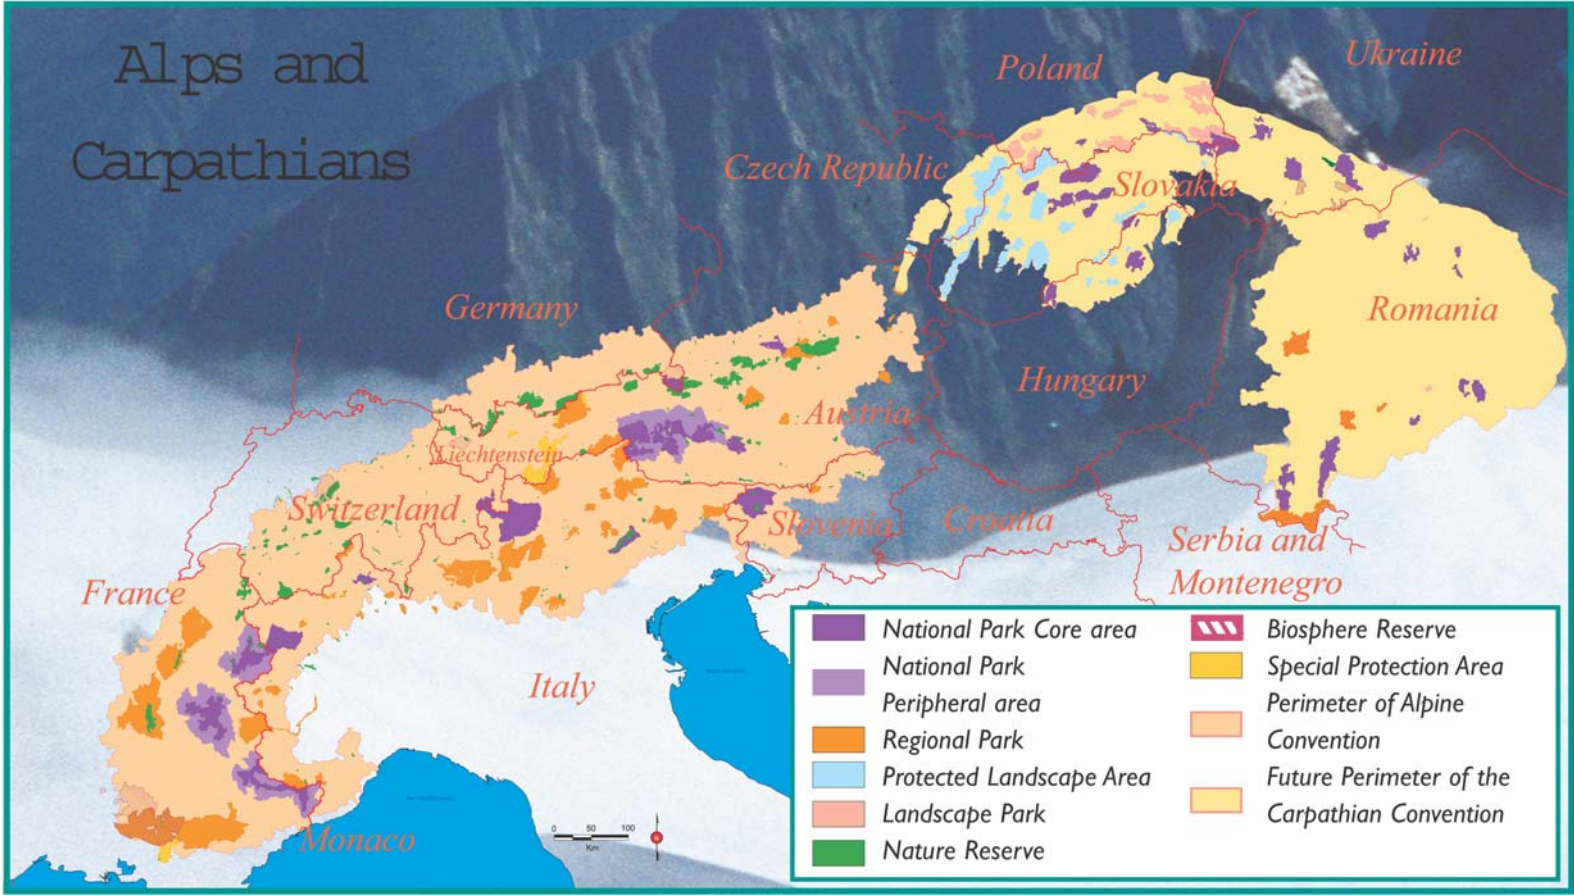 Alps and
Carpathians
Poland
Ukraine
Czech Republic
Slovakia
Germany
Romania
Hungary
Austria
Liechtenstein
Switzerland
Slovenia
Croatia
Serbia and
Montenegro
France
Italy
Monaco
0 50 100
Km
N
National Park Core area
National Park
Peripheral area
Regional Park
Protected Landscape Area
Landscape Park
Nature Reserve
Biosphere Reserve
Special Protection Area
Perimeter of Alpine
Convention
Future Perimeter of the
Carpathian Convention